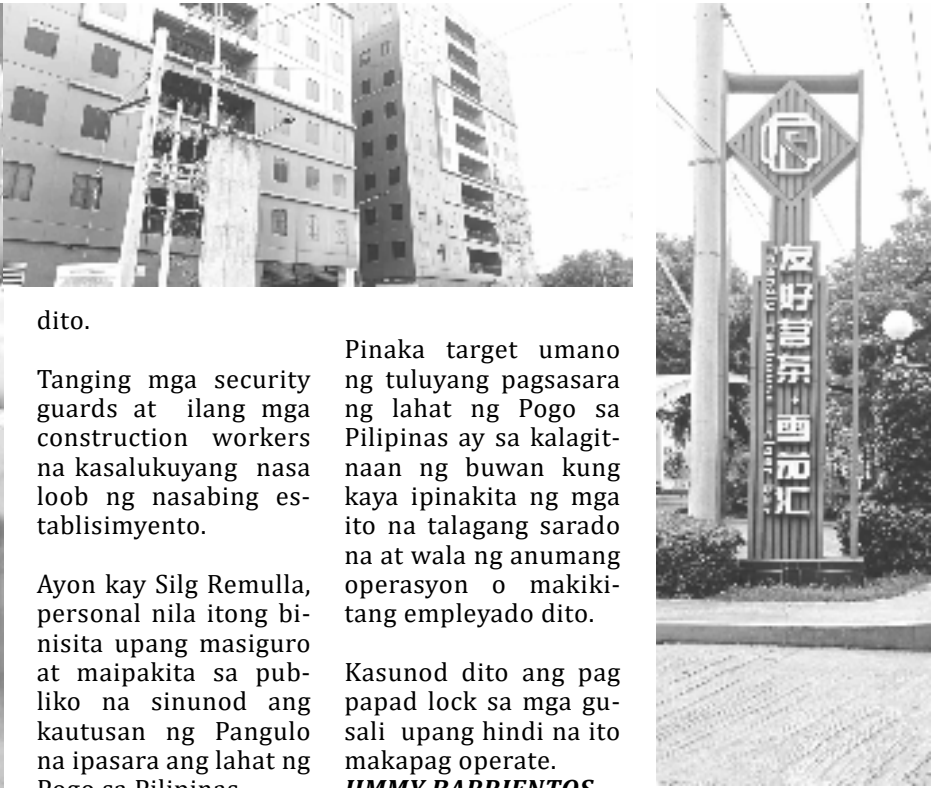 dito.
Tanging mga security
guards at ilang mga
construction workers
na kasalukuyang nasa
loob ng nasabing es-
tablisimyento.
Ayon kay Silg Remulla,
personal nila itong bi-
nisita upang masiguro
at maipakita sa pub-
liko na sinunod ang
kautusan ng Pangulo
na ipasara ang lahat ng
Pogo sa Pilipinas
Pinaka target umano
ng tuluyang pagsasara
ng lahat ng Pogo sa
Pilipinas ay sa kalagit-
naan ng buwan kung
kaya ipinakita ng mga
ito na talagang sarado
na at wala ng anumang
operasyon o makiki-
tang empleyado dito.
Kasunod dito ang pag
papad lock sa mga gu-
sali upang hindi na ito
makapag operate.
JIMMY BARRIENTOS
友好